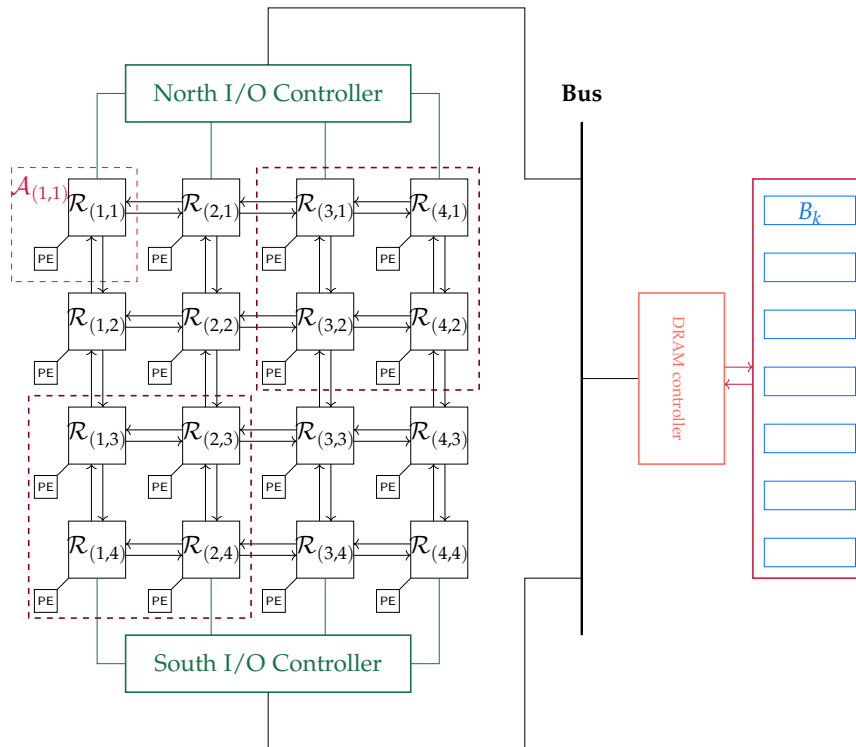 North I/O Controller
Bus
𝒜(1,1)
ℛ(1,1) ℛ(2,1) ℛ(3,1) ℛ(4,1)
PE PE PE PE
B_k
ℛ(1,2) ℛ(2,2) ℛ(3,2) ℛ(4,2)
PE PE PE PE
DRAM controller
ℛ(1,3) ℛ(2,3) ℛ(3,3) ℛ(4,3)
PE PE PE PE
ℛ(1,4) ℛ(2,4) ℛ(3,4) ℛ(4,4)
PE PE PE PE
South I/O Controller